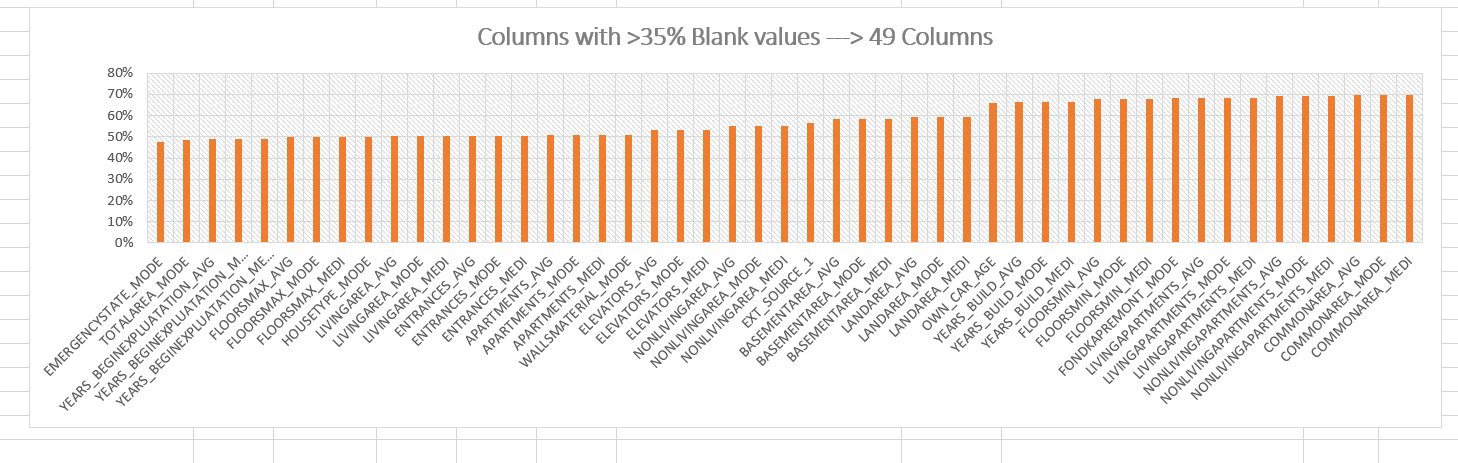 Columns with >35% Blank values ---> 49 Columns
80%
70%
60%
50%
40%
30%
20%
10%
0%
EMERGENCYSTATE_MODE
TOTALAREA_MODE
YEARS_BEGINEXPLUATATION_AVG
YEARS_BEGINEXPLUATATION_M...
YEARS_BEGINEXPLUATATION_ME...
FLOORSMAX_AVG
FLOORSMAX_MODE
FLOORSMAX_MEDI
HOUSETYPE_MODE
LIVINGAREA_AVG
LIVINGAREA_MODE
LIVINGAREA_MEDI
ENTRANCES_AVG
ENTRANCES_MODE
ENTRANCES_MEDI
APARTMENTS_AVG
APARTMENTS_MODE
APARTMENTS_MEDI
WALLSMATERIAL_MODE
ELEVATORS_AVG
ELEVATORS_MODE
ELEVATORS_MEDI
NONLIVINGAREA_AVG
NONLIVINGAREA_MODE
NONLIVINGAREA_MEDI
EXT_SOURCE_1
BASEMENTAREA_AVG
BASEMENTAREA_MODE
BASEMENTAREA_MEDI
LANDAREA_AVG
LANDAREA_MODE
LANDAREA_MEDI
OWN_CAR_AGE
YEARS_BUILD_AVG
YEARS_BUILD_MODE
YEARS_BUILD_MEDI
FLOORSMIN_AVG
FLOORSMIN_MODE
FLOORSMIN_MEDI
FONDKAPREMONT_MODE
LIVINGAPARTMENTS_AVG
LIVINGAPARTMENTS_MODE
LIVINGAPARTMENTS_MEDI
NONLIVINGAPARTMENTS_AVG
NONLIVINGAPARTMENTS_MODE
NONLIVINGAPARTMENTS_MEDI
COMMONAREA_AVG
COMMONAREA_MODE
COMMONAREA_MEDI